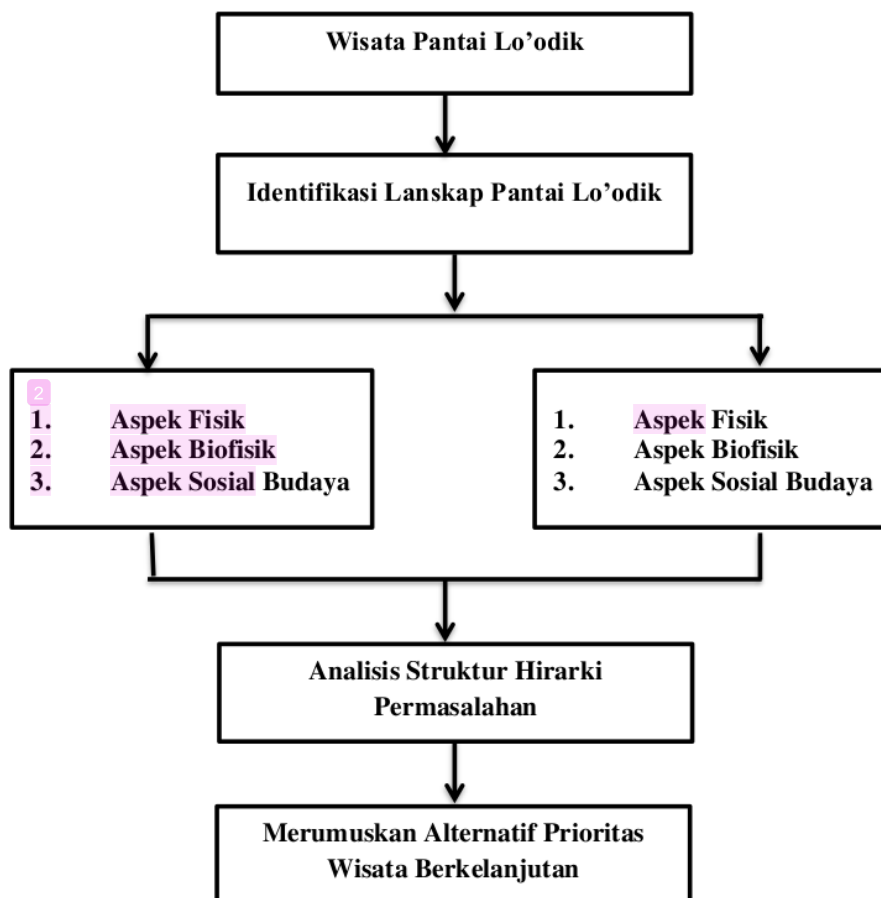 Wisata Pantai Lo’odik
Identifikasi Lanskap Pantai Lo’odik
2
1. Aspek Fisik
2. Aspek Biofisik
3. Aspek Sosial Budaya
1. Aspek Fisik
2. Aspek Biofisik
3. Aspek Sosial Budaya
Analisis Struktur Hirarki
Permasalahan
Merumuskan Alternatif Prioritas
Wisata Berkelanjutan